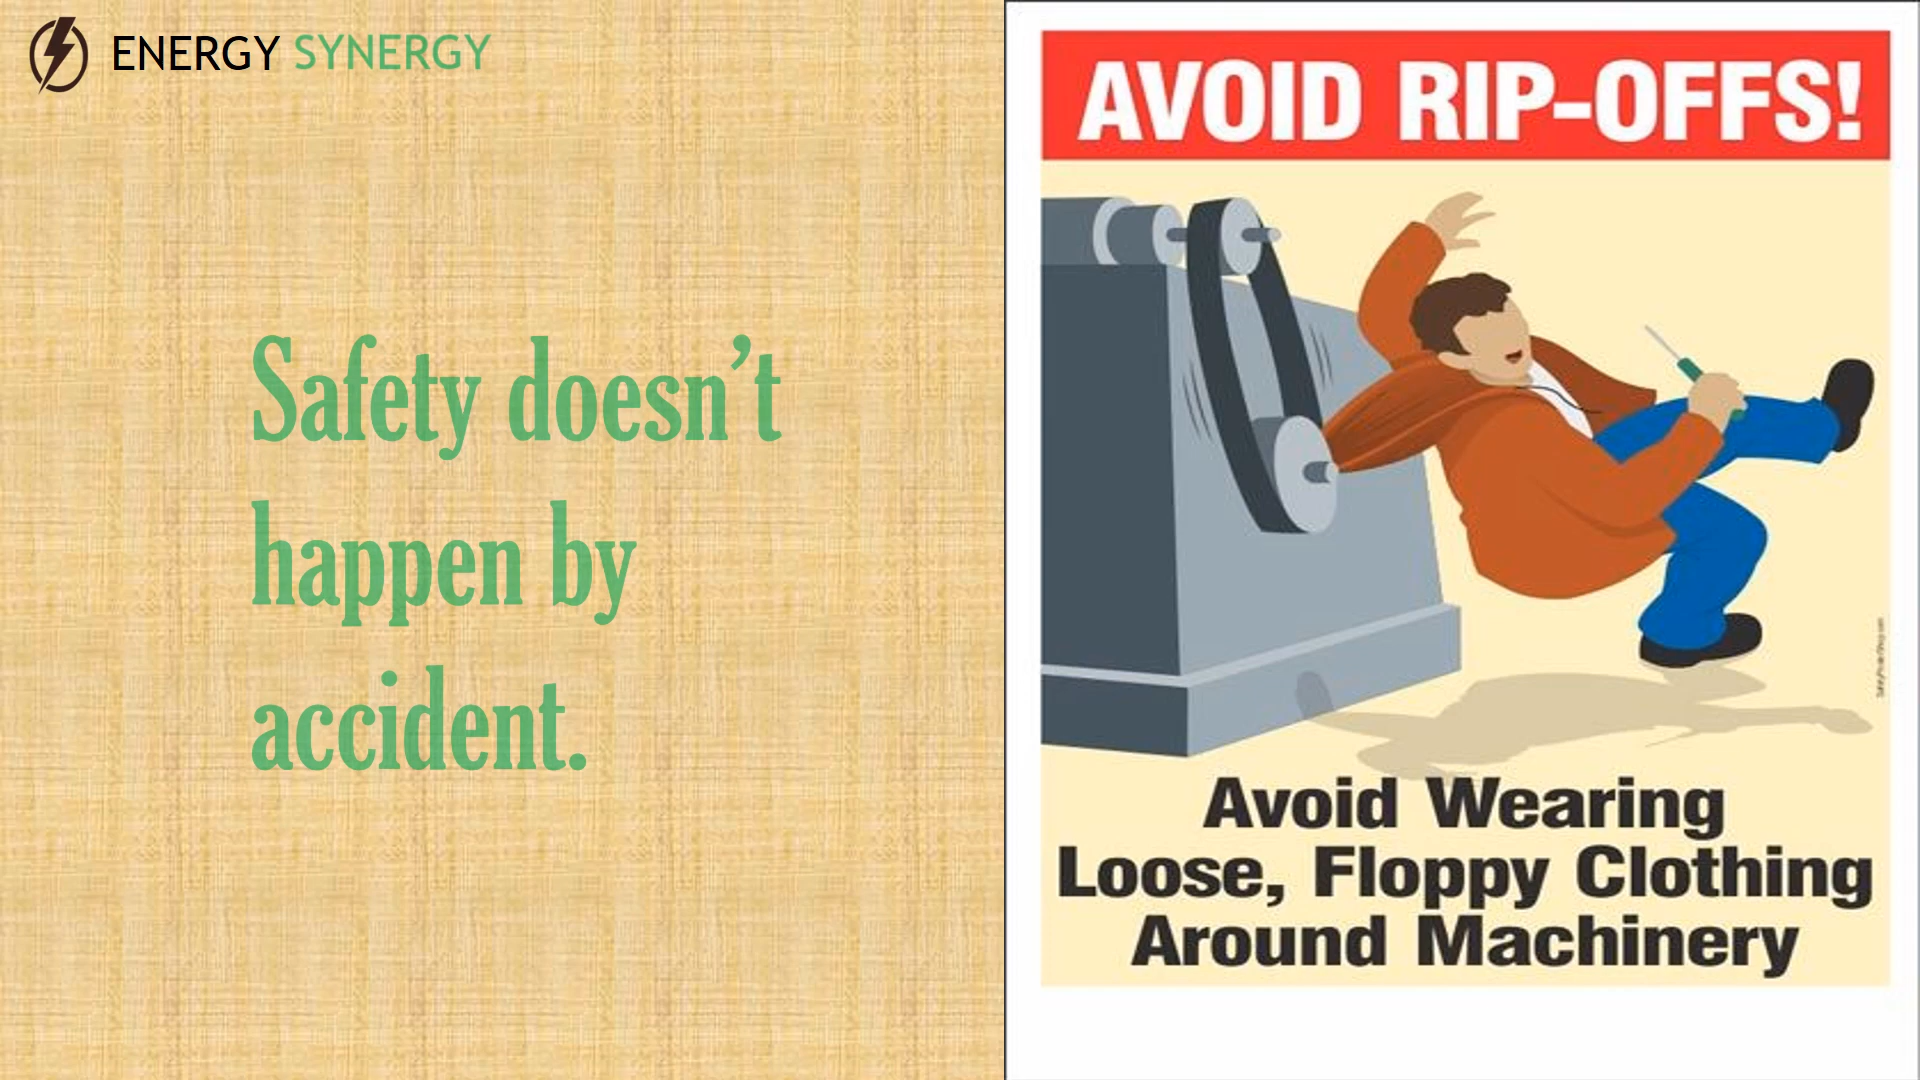 ENERGY SYNERGY
Safety doesn’t
happen by
accident.
AVOID RIP-OFFS!
Avoid Wearing
Loose, Floppy Clothing
Around Machinery